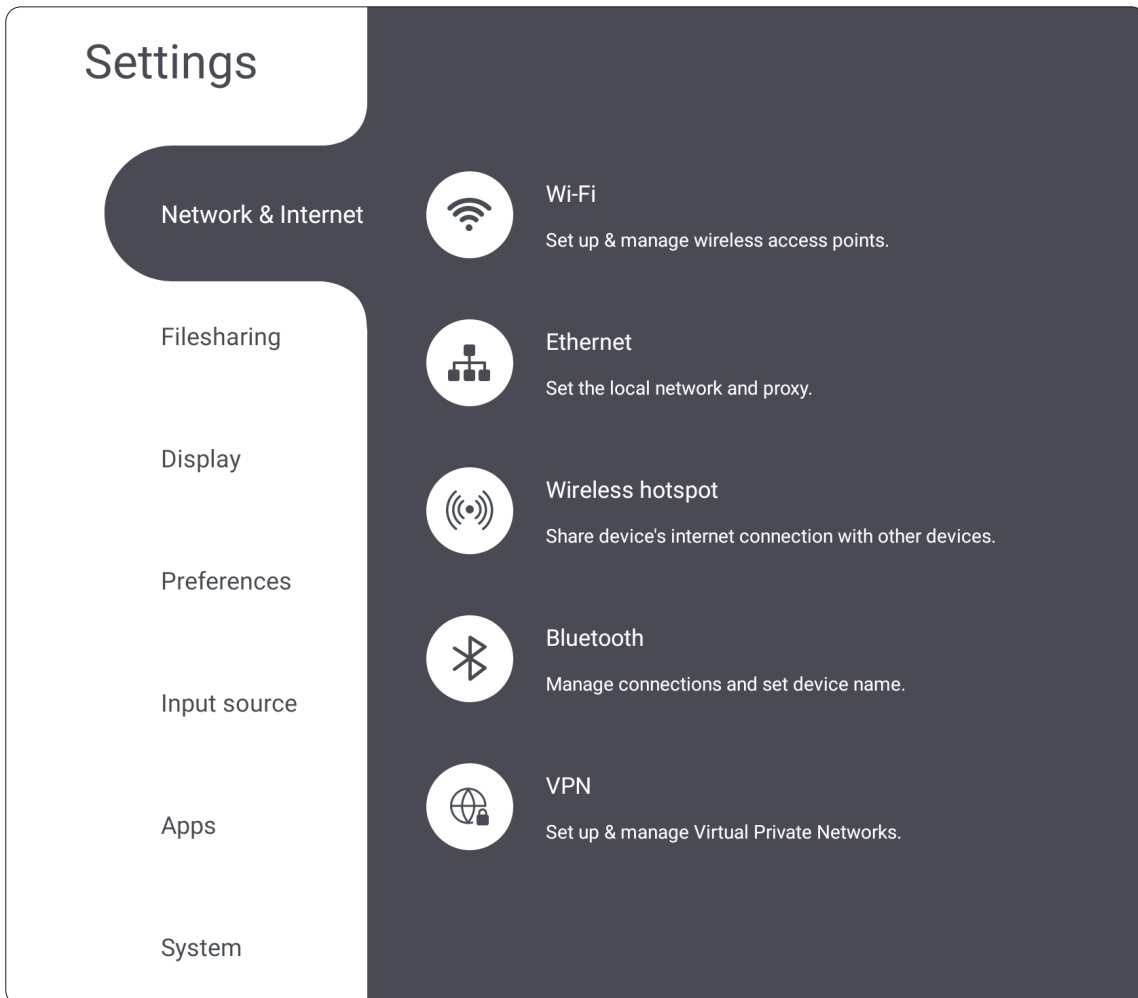 Settings
Network & Internet
Filesharing
Display
Preferences
Input source
Apps
System
Wi-Fi
Set up & manage wireless access points.
Ethernet
Set the local network and proxy.
Wireless hotspot
Share device's internet connection with other devices.
Bluetooth
Manage connections and set device name.
VPN
Set up & manage Virtual Private Networks.